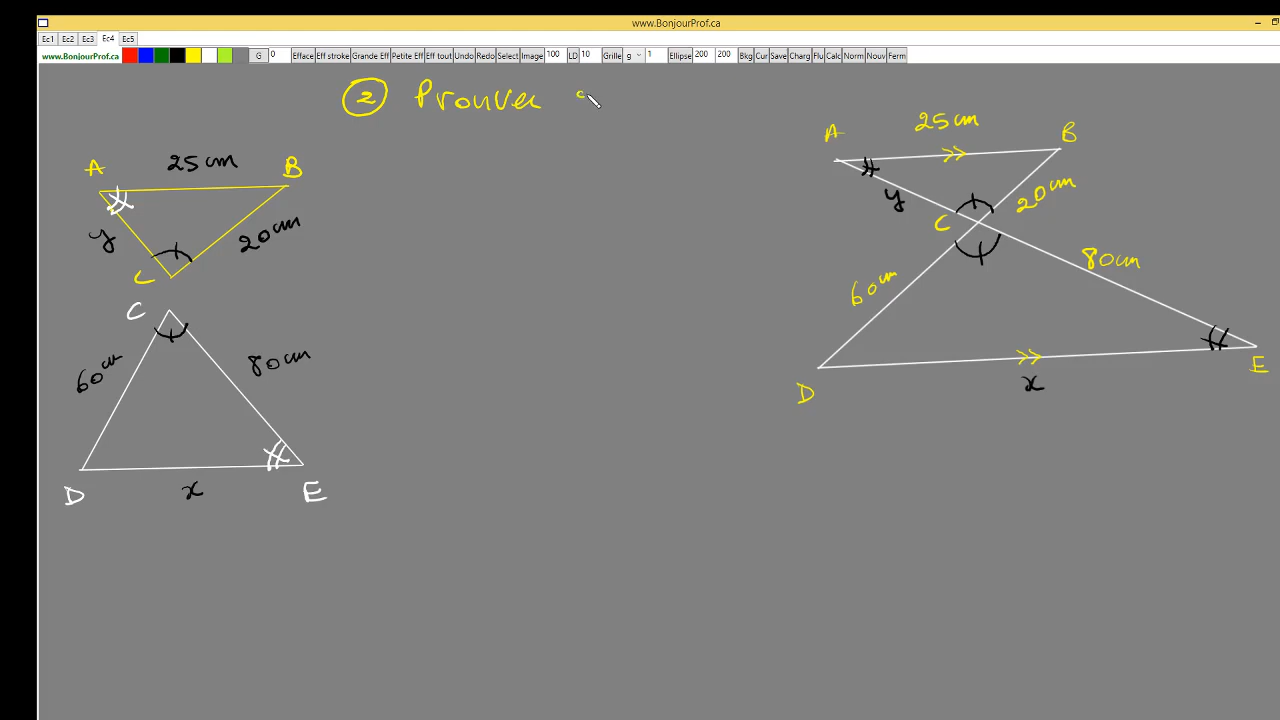 www.BonjourProf.ca
Ec1 Ec2 Ec3 Ec4 Ec5
www.BonjourProf.ca G 0 Efface Eff stroke Grande Eff Petite Eff Eff tout Undo Redo Select Image 100 LD 10 Grille g 1 Ellipse 200 200 Bkg Cur Save Charg Flu Calc Norm Nouv Ferm
2 Prouver
A 25cm B
y 20cm
C
C
60cm 80cm
D x E
A 25cm B
y 20cm
C
60cm 80cm
D x E